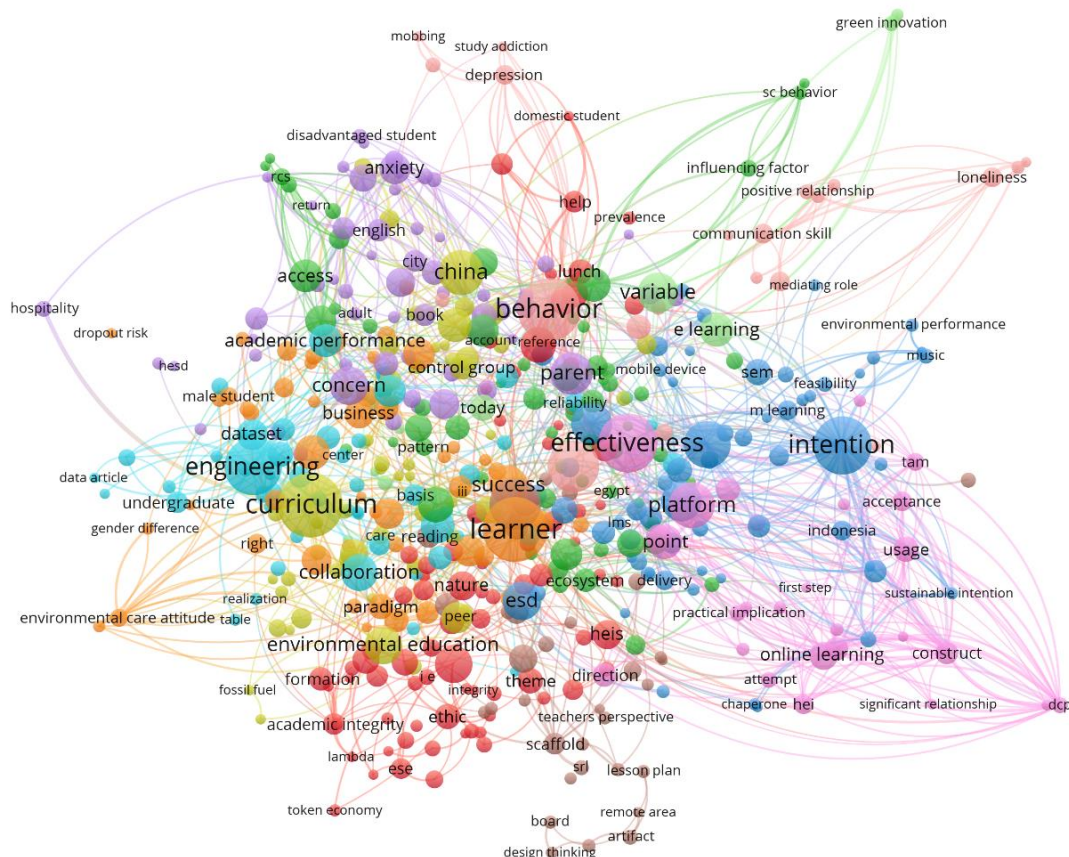 green innovation
mobbing
study addiction
depression
sc behavior
domestic student
disadvantaged student
anxiety
influencing factor
rcs
loneliness
positive relationship
return
help
prevalence
english
communication skill
city
china
lunch
access
mediating role
variable
hospitality
behavior
adult
book
environmental performance
dropout risk
academic performance
account
reference
e learning
music
hesd
control group
parent
mobile device
sem
concern
feasibility
male student
business
today
reliability
m learning
dataset
pattern
effectiveness
intention
center
engineering
tam
data article
success
iii
egypt
undergraduate
curriculum
basis
platform
acceptance
gender difference
learner
lms
indonesia
right
care
reading
point
usage
collaboration
nature
ecosystem
delivery
first step
sustainable intention
realization
esd
environmental care attitude
table
paradigm
peer
practical implication
heis
environmental education
online learning
construct
i e
theme
direction
attempt
formation
fossil fuel
integrity
chaperone
hei
significant relationship
dcp
academic integrity
ethic
teachers perspective
scaffold
lambda
ese
srl
lesson plan
token economy
remote area
board
artifact
design thinking